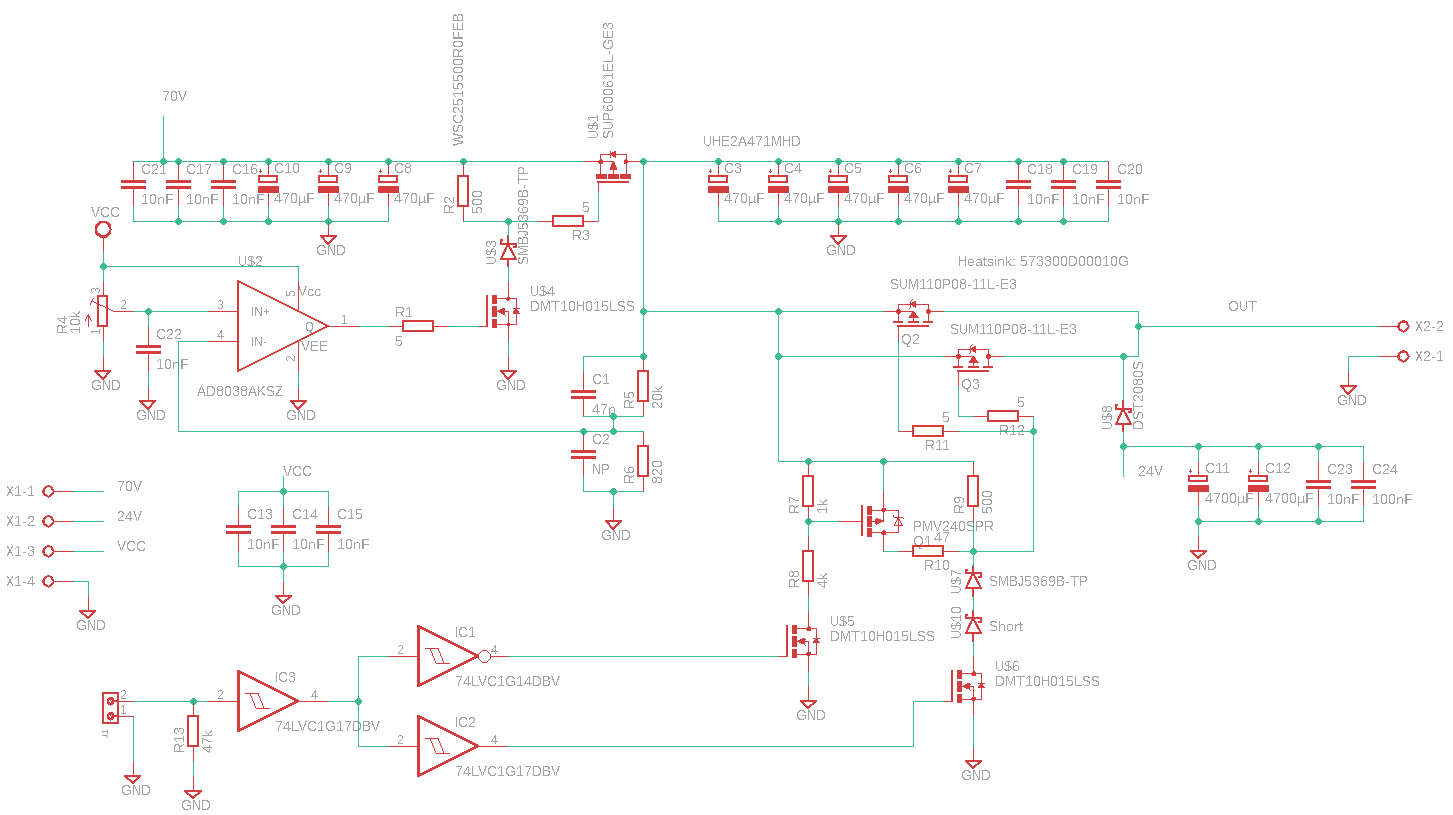 WSC2515500R0FEB
U$1
SUP60061EL-GE3
70V
UHE2A471MHD
C21
10nF
C17
10nF
C16
10nF
C10
470µF
C9
470µF
C8
470µF
R2
500
U$3
SMBJ5369B-TP
5
R3
C3
470µF
C4
470µF
C5
470µF
C6
470µF
C7
470µF
C18
10nF
C19
10nF
C20
10nF
VCC
GND
GND
Heatsink: 573300D00010G
U$2
Vcc
5
3
IN+
4
IN-
Q
1
VEE
2
AD8038AKSZ
R4
10k
3
2
1
C22
10nF
GND
GND
GND
R1
5
U$4
DMT10H015LSS
GND
SUM110P08-11L-E3
Q2
SUM110P08-11L-E3
Q3
OUT
X2-2
X2-1
GND
C1
47p
R5
20k
C2
NP
R6
820
GND
5
R12
5
R11
U$8
DST2080S
24V
C11
4700µF
C12
4700µF
C23
10nF
C24
100nF
GND
X1-1
70V
X1-2
24V
X1-3
VCC
X1-4
GND
VCC
C13
10nF
C14
10nF
C15
10nF
GND
R7
1k
R8
4k
PMV240SPR
Q1
47
R10
R9
500
U$7
SMBJ5369B-TP
U$10
Short
U$5
DMT10H015LSS
GND
U$6
DMT10H015LSS
GND
IC1
2
4
74LVC1G14DBV
IC3
2
4
74LVC1G17DBV
IC2
2
4
74LVC1G17DBV
J1
2
1
R13
47k
GND
GND